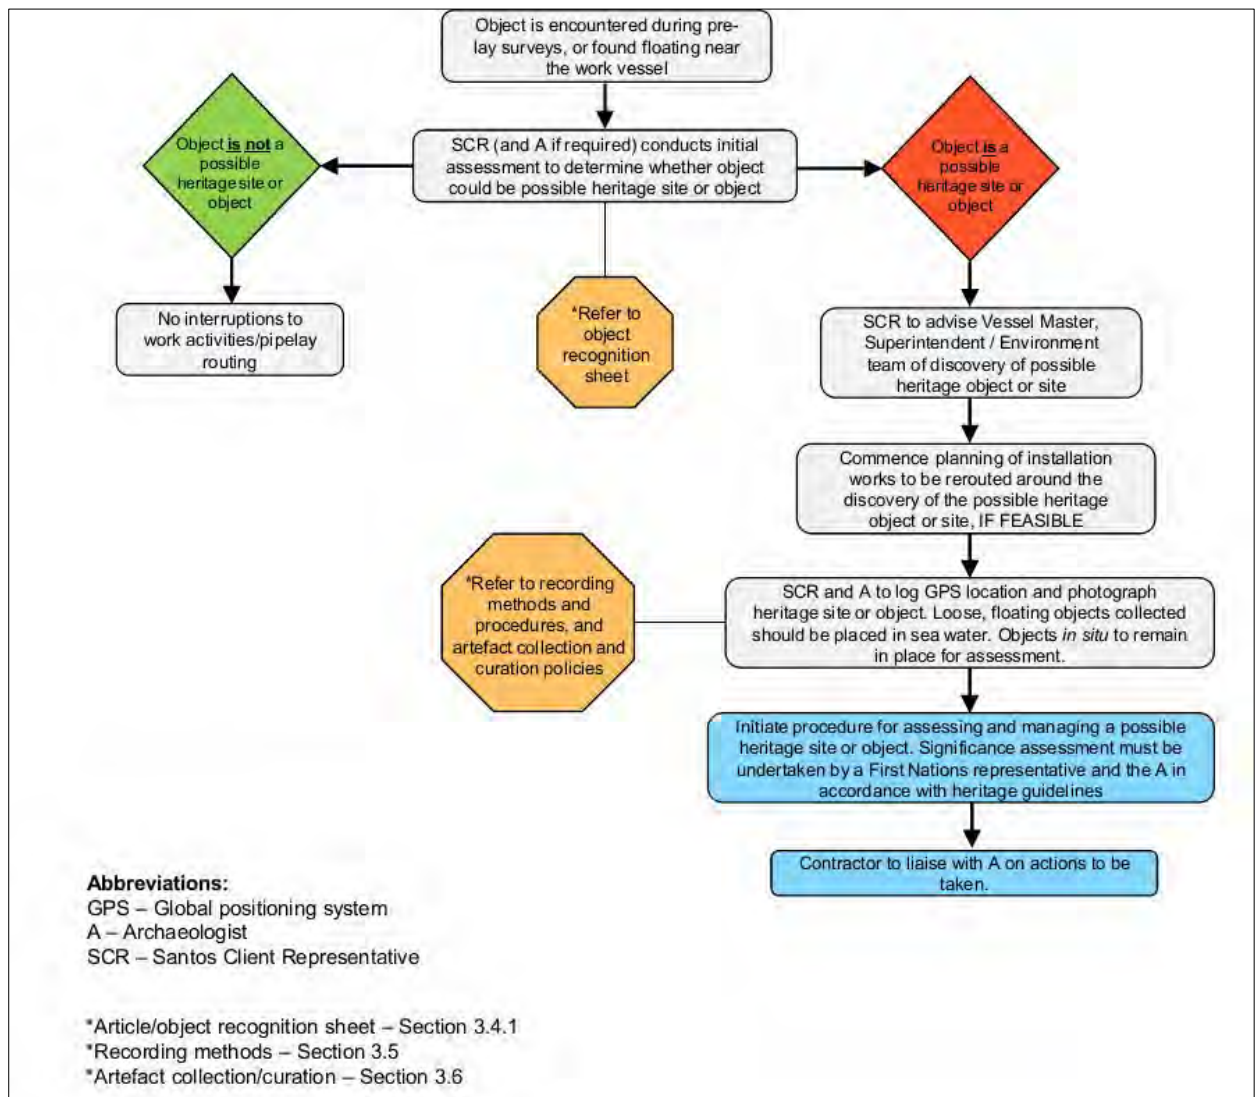 Object is encountered during pre-
lay surveys, or found floating near
the work vessel
Object is not a
possible
heritage site or
object
SCR (and A if required) conducts initial
assessment to determine whether object
could be possible heritage site or object
Object is a
possible
heritage site or
object
No interruptions to
work activities/pipelay
routing
*Refer to
object
recognition
sheet
SCR to advise Vessel Master,
Superintendent / Environment
team of discovery of possible
heritage object or site
Commence planning of installation
works to be rerouted around the
discovery of the possible heritage
object or site, IF FEASIBLE
*Refer to recording
methods and
procedures, and
artefact collection and
curation policies
SCR and A to log GPS location and photograph
heritage site or object. Loose, floating objects collected
should be placed in sea water. Objects in situ to remain
in place for assessment.
Initiate procedure for assessing and managing a possible
heritage site or object. Significance assessment must be
undertaken by a First Nations representative and the A in
accordance with heritage guidelines
Contractor to liaise with A on actions to be
taken.
Abbreviations:
GPS – Global positioning system
A – Archaeologist
SCR – Santos Client Representative
*Article/object recognition sheet – Section 3.4.1
*Recording methods – Section 3.5
*Artefact collection/curation – Section 3.6